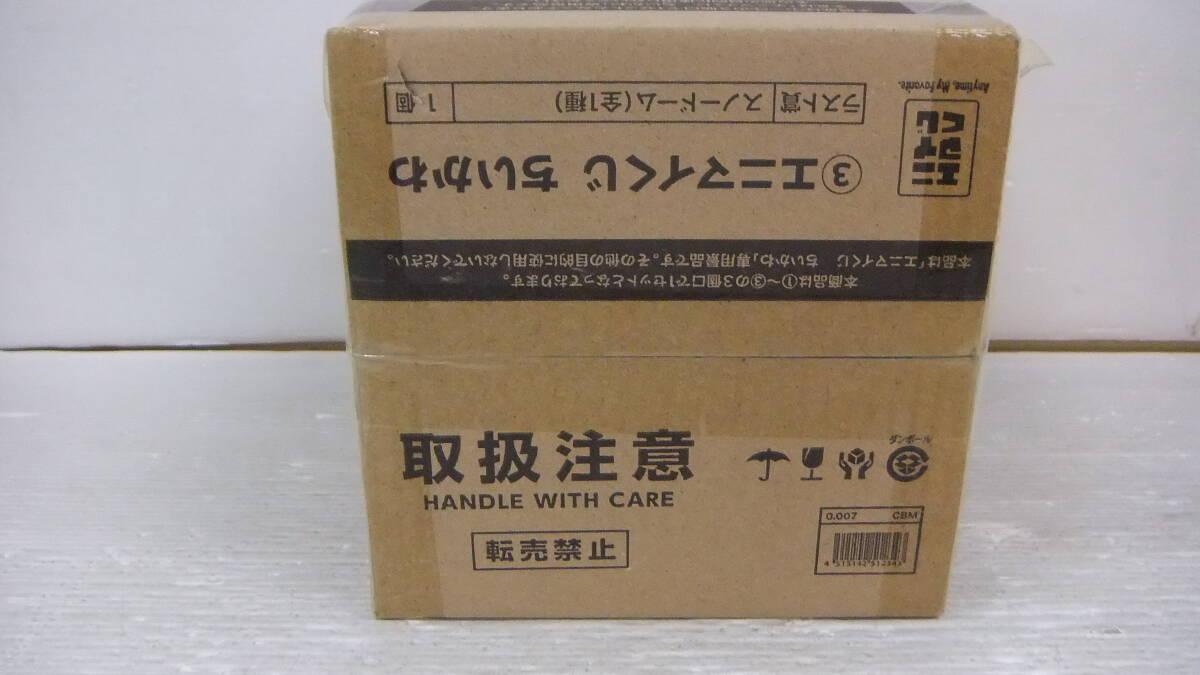 エニ
マイ
くじ
Anytime, My Favorite.
③エニマイくじ ちいかわ
ラスト賞 スノードーム(全1種) 1個
本商品は①~③の3個口で1セットとなっております。
本品は「エニマイくじ ちいかわ」専用景品です。その他の目的に使用しないでください。
取扱注意
HANDLE WITH CARE
転売禁止
ダンボール
0.007 CBM